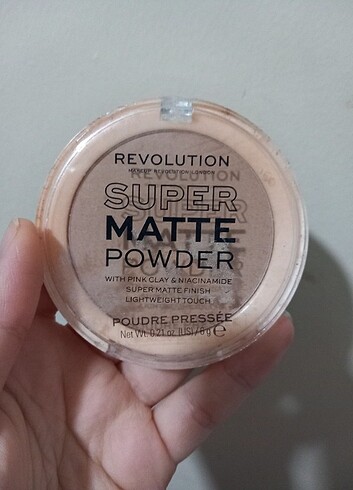 REVOLUTION
MAKEUP REVOLUTION LONDON
SUPER
MATTE
POWDER
WITH PINK CLAY & NIACINAMIDE
SUPER MATTE FINISH
LIGHTWEIGHT TOUCH
POUDRE PRESSÉE
Net Wt. 0.21 oz. (US) / 6 g ℮